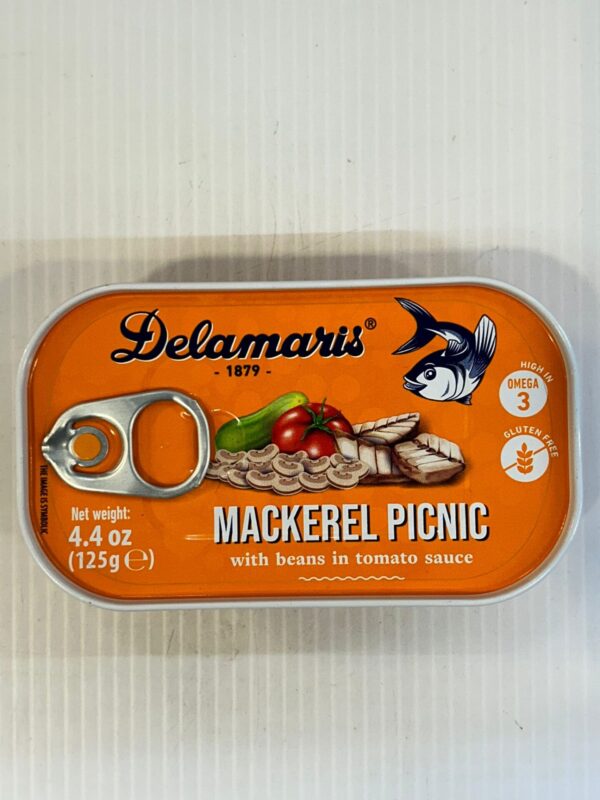 Delamaris®
- 1879 -
HIGH IN
OMEGA
3
GLUTEN FREE
THE IMAGE IS SYMBOLIC.
Net weight:
4.4 oz
(125g ℮)
MACKEREL PICNIC
with beans in tomato sauce